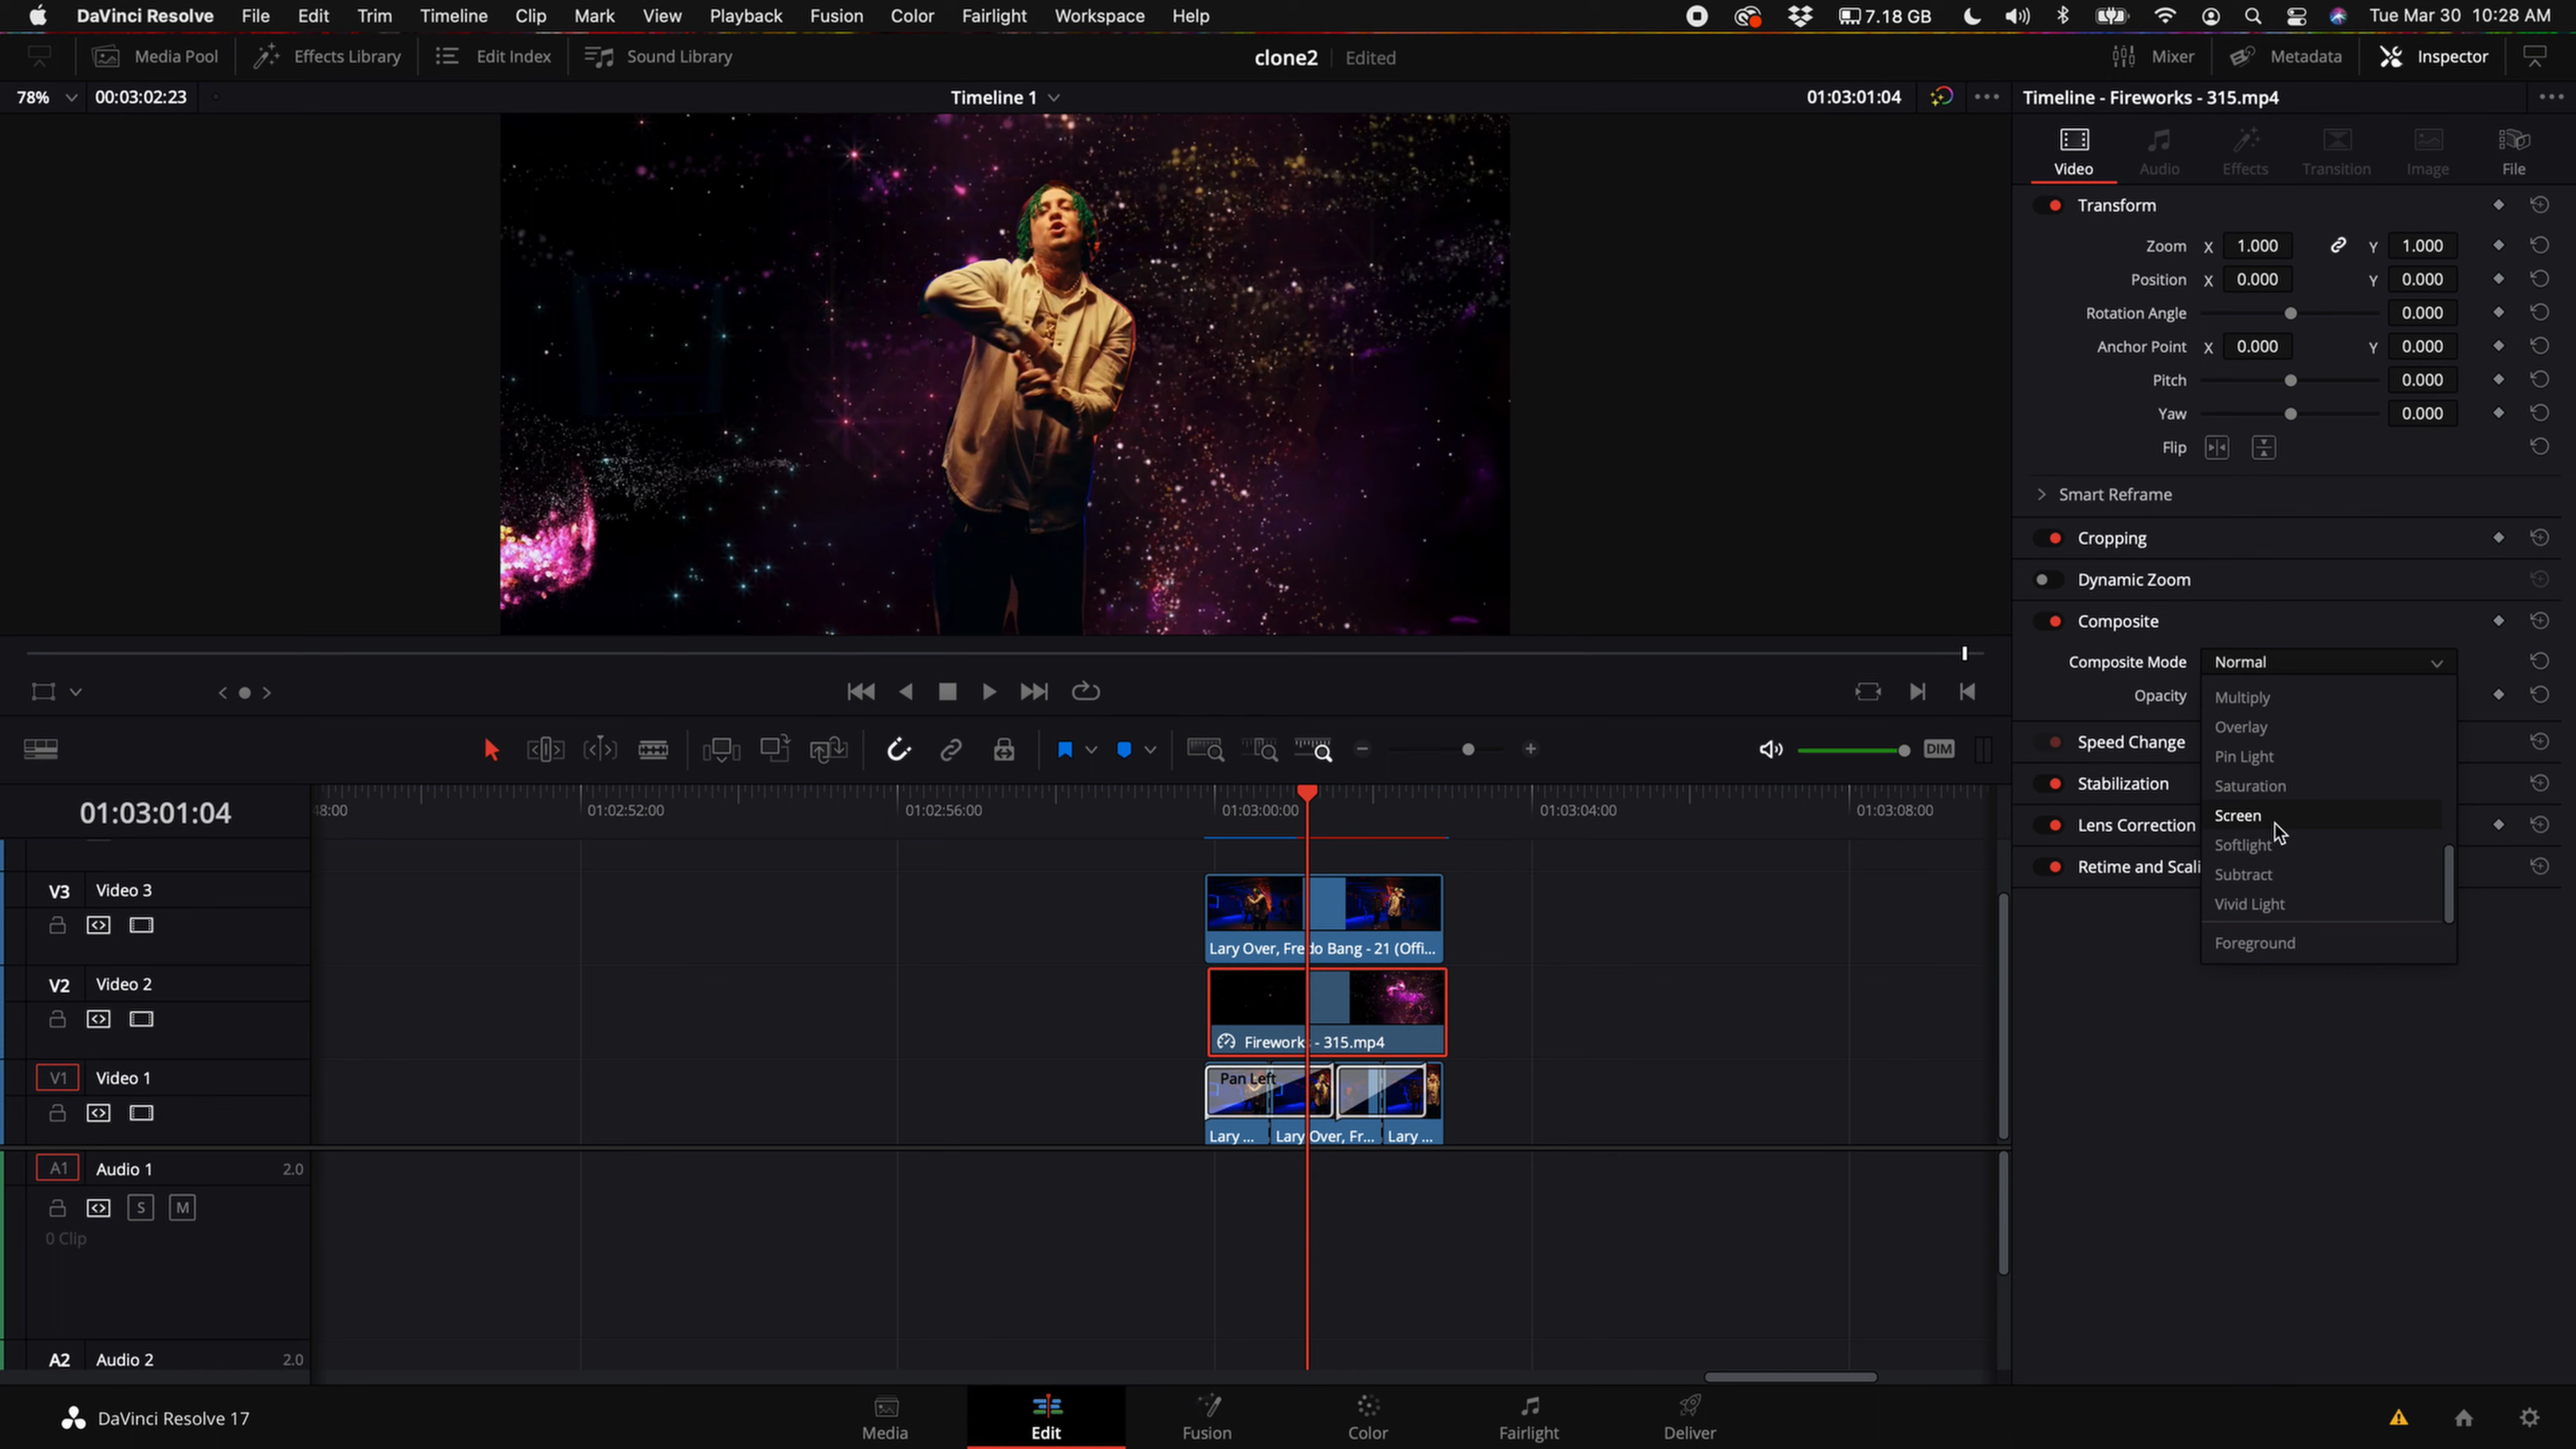 DaVinci Resolve File Edit Trim Timeline Clip Mark View Playback Fusion Color Fairlight Workspace Help 7.18 GB Tue Mar 30 10:28 AM
Media Pool Effects Library Edit Index Sound Library clone2 Edited Mixer Metadata Inspector
78% 00:03:02:23 Timeline 1 01:03:01:04 Timeline - Fireworks - 315.mp4
Video Audio Effects Transition Image File
Transform
Zoom X 1.000 Y 1.000
Position X 0.000 Y 0.000
Rotation Angle 0.000
Anchor Point X 0.000 Y 0.000
Pitch 0.000
Yaw 0.000
Flip
Smart Reframe
Cropping
Dynamic Zoom
Composite
Composite Mode Normal
Opacity
Multiply
Overlay
Pin Light
Saturation
Screen
Softlight
Subtract
Vivid Light
Foreground
Speed Change
Stabilization
Lens Correction
Retime and Scali
DIM
01:03:01:04 48:00 01:02:52:00 01:02:56:00 01:03:00:00 01:03:04:00 01:03:08:00
V3 Video 3
Lary Over, Fredo Bang - 21 (Offi...
V2 Video 2
Fireworks - 315.mp4
V1 Video 1
Pan Left
Lary ... Lary Over, Fr... Lary ...
A1 Audio 1 2.0
S M
0 Clip
A2 Audio 2 2.0
DaVinci Resolve 17 Media Edit Fusion Color Fairlight Deliver